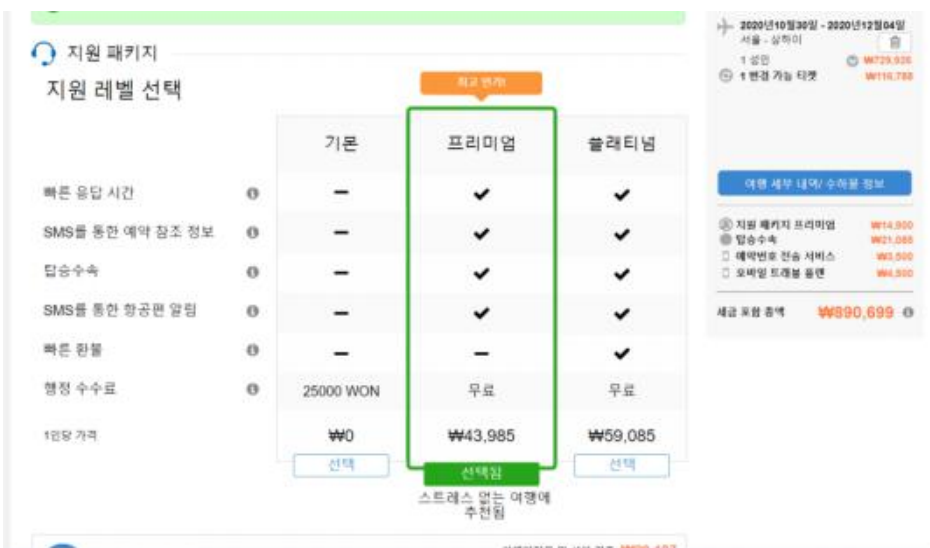 지원 패키지
지원 레벨 선택
최고 인기!
기본 프리미엄 플래티넘
빠른 응답 시간
SMS를 통한 예약 참조 정보
탑승수속
SMS를 통한 항공편 알림
빠른 환불
행정 수수료 25000 WON 무료 무료
1인당 가격 ₩0 ₩43,985 ₩59,085
선택 선택됨 선택
스트레스 없는 여행에
추천됨
2020년10월30일 - 2020년12월04일
서울 - 상하이
1 성인 ₩729,926
1 변경 가능 티켓 ₩116,788
여행 세부 내역/ 수하물 정보
지원 패키지 프리미엄 ₩14,900
탑승수속 ₩21,085
예약번호 전송 서비스 ₩3,500
모바일 트래블 플랜 ₩4,500
세금 포함 총액 ₩890,699